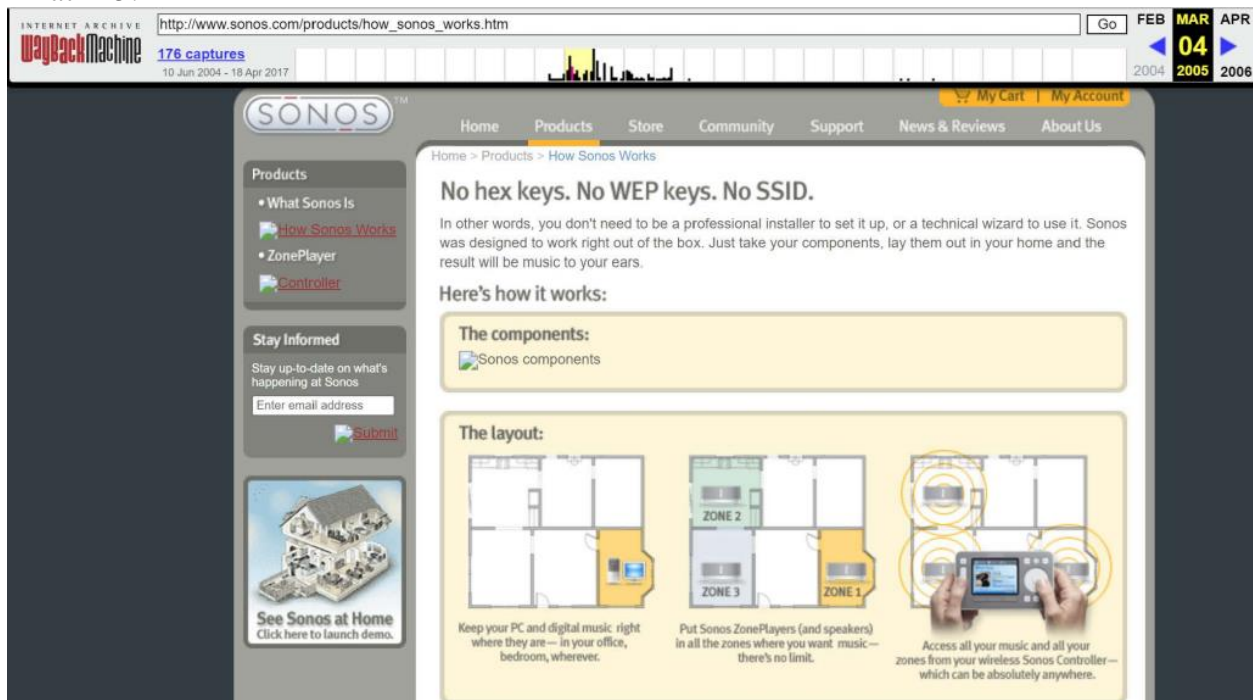 INTERNET ARCHIVE
WayBackMachine
http://www.sonos.com/products/how_sonos_works.htm
Go
FEB MAR APR
176 captures
04
10 Jun 2004 - 18 Apr 2017
2004 2005 2006
SONOS TM
My Cart | My Account
Home Products Store Community Support News & Reviews About Us
Home > Products > How Sonos Works
Products
• What Sonos Is
How Sonos Works
• ZonePlayer
Controller
Stay Informed
Stay up-to-date on what's
happening at Sonos
Enter email address
Submit
See Sonos at Home
Click here to launch demo.
No hex keys. No WEP keys. No SSID.
In other words, you don't need to be a professional installer to set it up, or a technical wizard to use it. Sonos
was designed to work right out of the box. Just take your components, lay them out in your home and the
result will be music to your ears.
Here's how it works:
The components:
Sonos components
The layout:
ZONE 2
ZONE 3
ZONE 1
Keep your PC and digital music right
where they are— in your office,
bedroom, wherever.
Put Sonos ZonePlayers (and speakers)
in all the zones where you want music—
there's no limit.
Access all your music and all your
zones from your wireless Sonos Controller—
which can be absolutely anywhere.